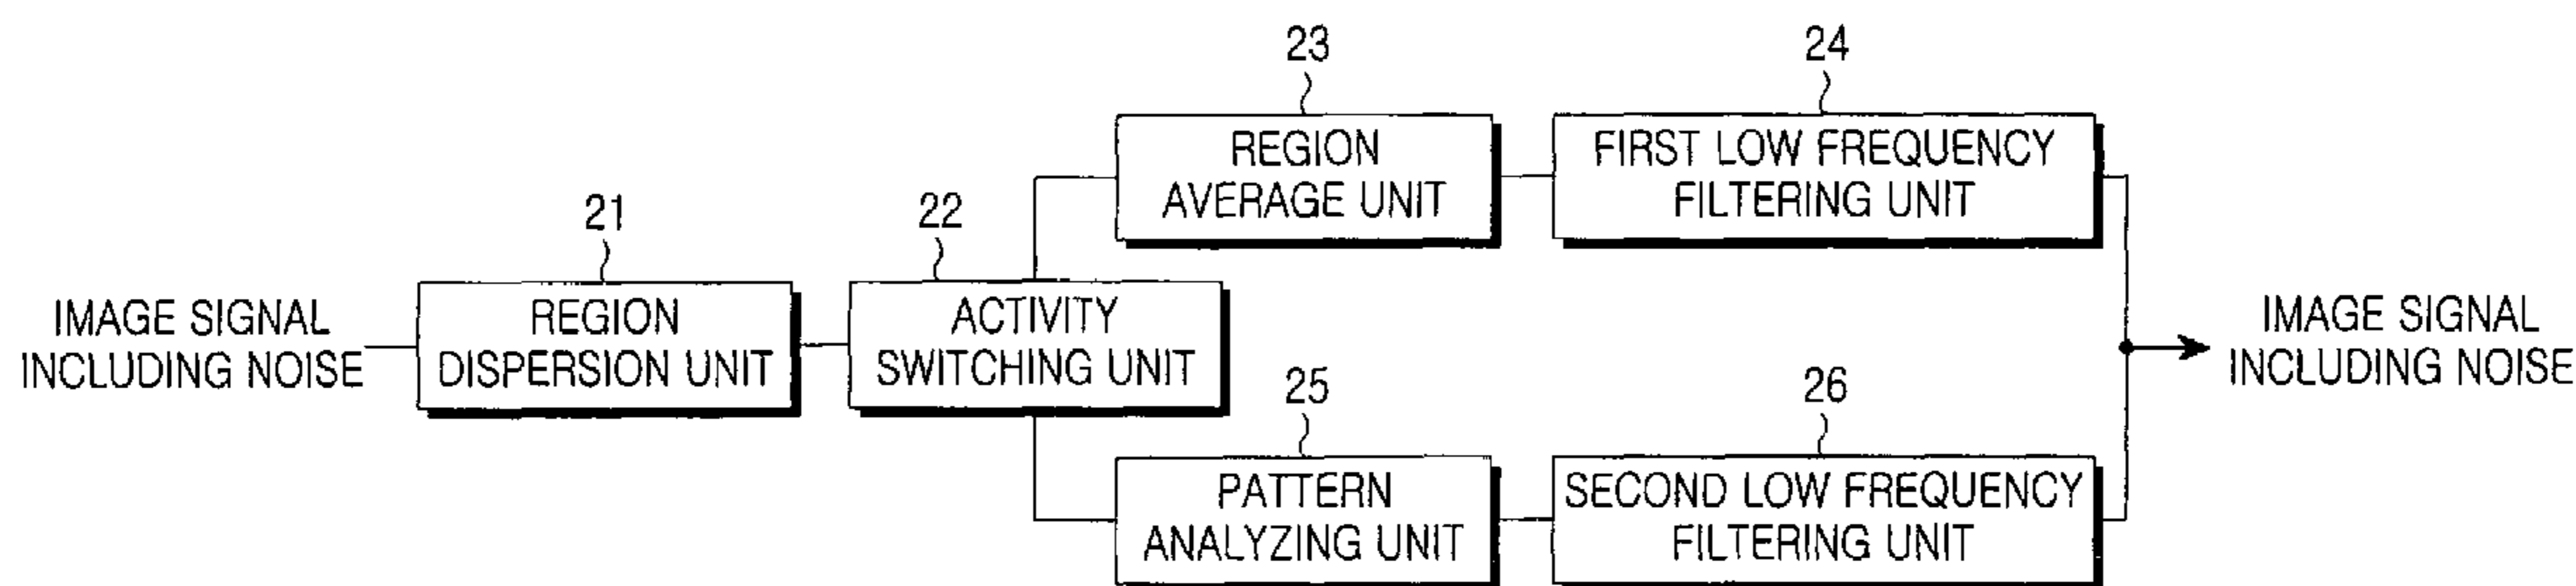 IMAGE SIGNAL
INCLUDING NOISE
21
REGION
DISPERSION UNIT
22
ACTIVITY
SWITCHING UNIT
23
REGION
AVERAGE UNIT
24
FIRST LOW FREQUENCY
FILTERING UNIT
25
PATTERN
ANALYZING UNIT
26
SECOND LOW FREQUENCY
FILTERING UNIT
IMAGE SIGNAL
INCLUDING NOISE